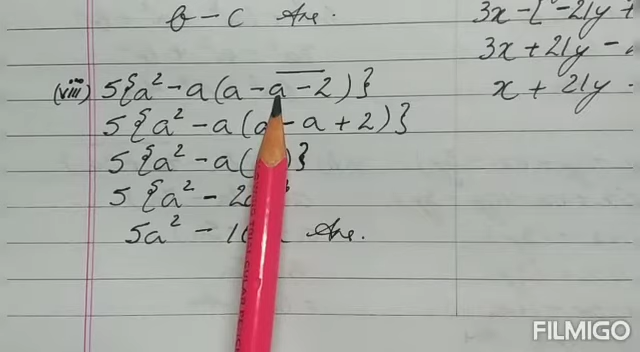 b - c Ans.
3x - [ -21y +
3x + 21y -
x + 21y
(viii) 5{a² - a(a - a̅ ̅-̅ ̅2̅)}
5{a² - a(a - a + 2)}
5{a² - a( )}
5{a² - 2
5a² - 1 Ans.
FILMIGO